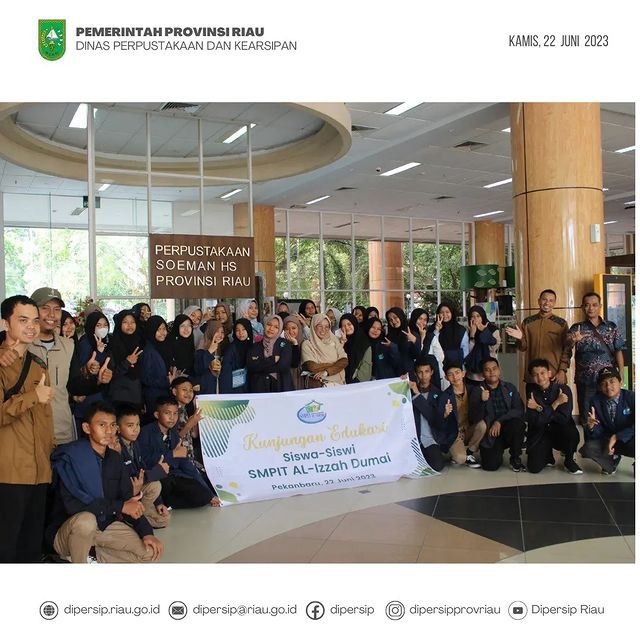 PEMERINTAH PROVINSI RIAU
DINAS PERPUSTAKAAN DAN KEARSIPAN
KAMIS, 22 JUNI 2023
PERPUSTAKAAN
SOEMAN HS
PROVINSI RIAU
Kunjungan Edukasi
Siswa-Siswi
SMPIT AL-Izzah Dumai
Pekanbaru, 22 Juni 2023
dipersip.riau.go.id
dipersip@riau.go.id
dipersip
dipersipprovriau
Dipersip Riau